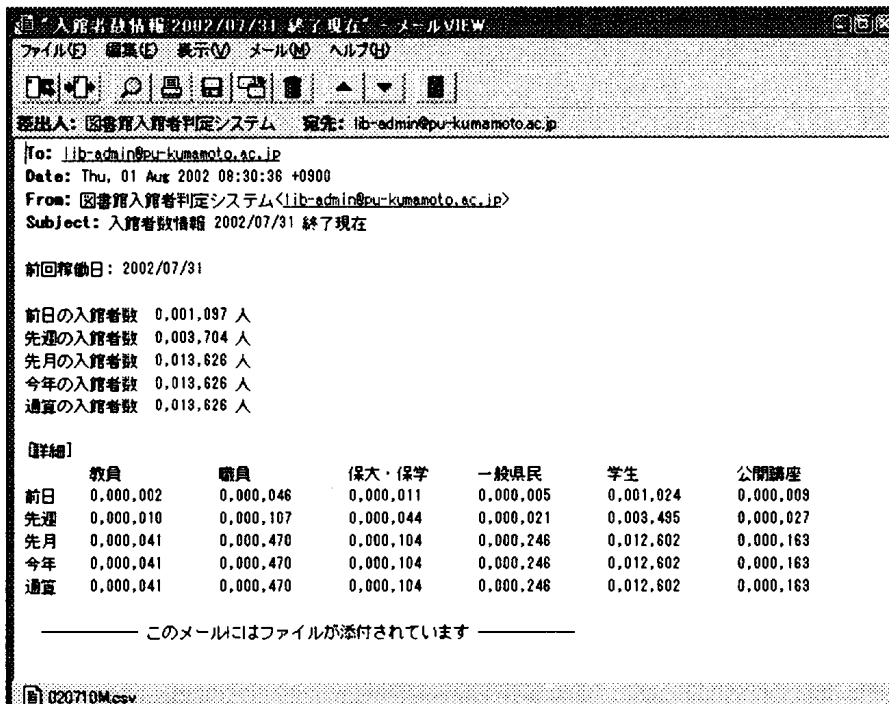 "入館者数情報 2002/07/31 終了現在" - メールVIEW
ファイル(F) 編集(E) 表示(V) メール(M) ヘルプ(H)
差出人: 図書館入館者判定システム 宛先: lib-admin@pu-kumamoto.ac.jp
To: lib-admin@pu-kumamoto.ac.jp
Date: Thu, 01 Aug 2002 08:30:36 +0900
From: 図書館入館者判定システム<lib-admin@pu-kumamoto.ac.jp>
Subject: 入館者数情報 2002/07/31 終了現在
前回稼働日: 2002/07/31
前日の入館者数 0,001,097 人
先週の入館者数 0,003,704 人
先月の入館者数 0,013,626 人
今年の入館者数 0,013,626 人
通算の入館者数 0,013,626 人
[詳細]
教員 職員 保大・保学 一般県民 学生 公開講座
前日 0,000,002 0,000,046 0,000,011 0,000,005 0,001,024 0,000,009
先週 0,000,010 0,000,107 0,000,044 0,000,021 0,003,495 0,000,027
先月 0,000,041 0,000,470 0,000,104 0,000,246 0,012,602 0,000,163
今年 0,000,041 0,000,470 0,000,104 0,000,246 0,012,602 0,000,163
通算 0,000,041 0,000,470 0,000,104 0,000,246 0,012,602 0,000,163
このメールにはファイルが添付されています
020710M.csv